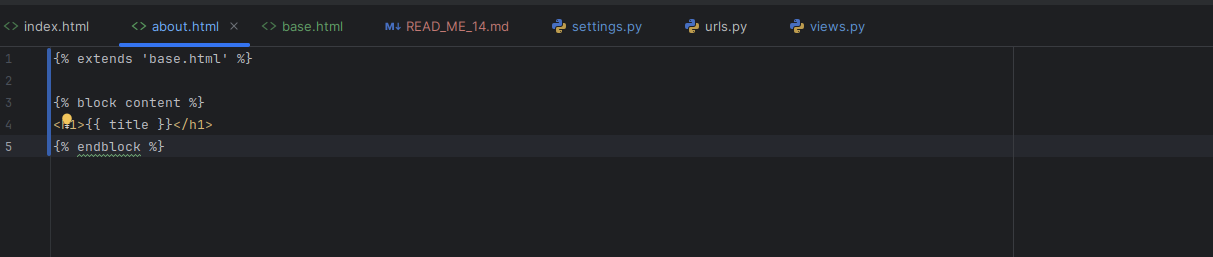 index.html about.html base.html READ_ME_14.md settings.py urls.py views.py
1 {% extends 'base.html' %}
2
3 {% block content %}
4 <h1>{{ title }}</h1>
5 {% endblock %}